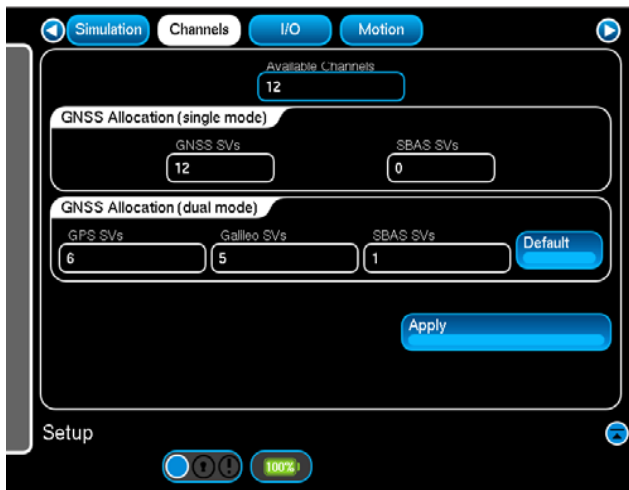 Simulation Channels I/O Motion
Available Channels
12
GNSS Allocation (single mode)
GNSS SVs SBAS SVs
12 0
GNSS Allocation (dual mode)
GPS SVs Galileo SVs SBAS SVs
6 5 1 Default
Apply
Setup
100%